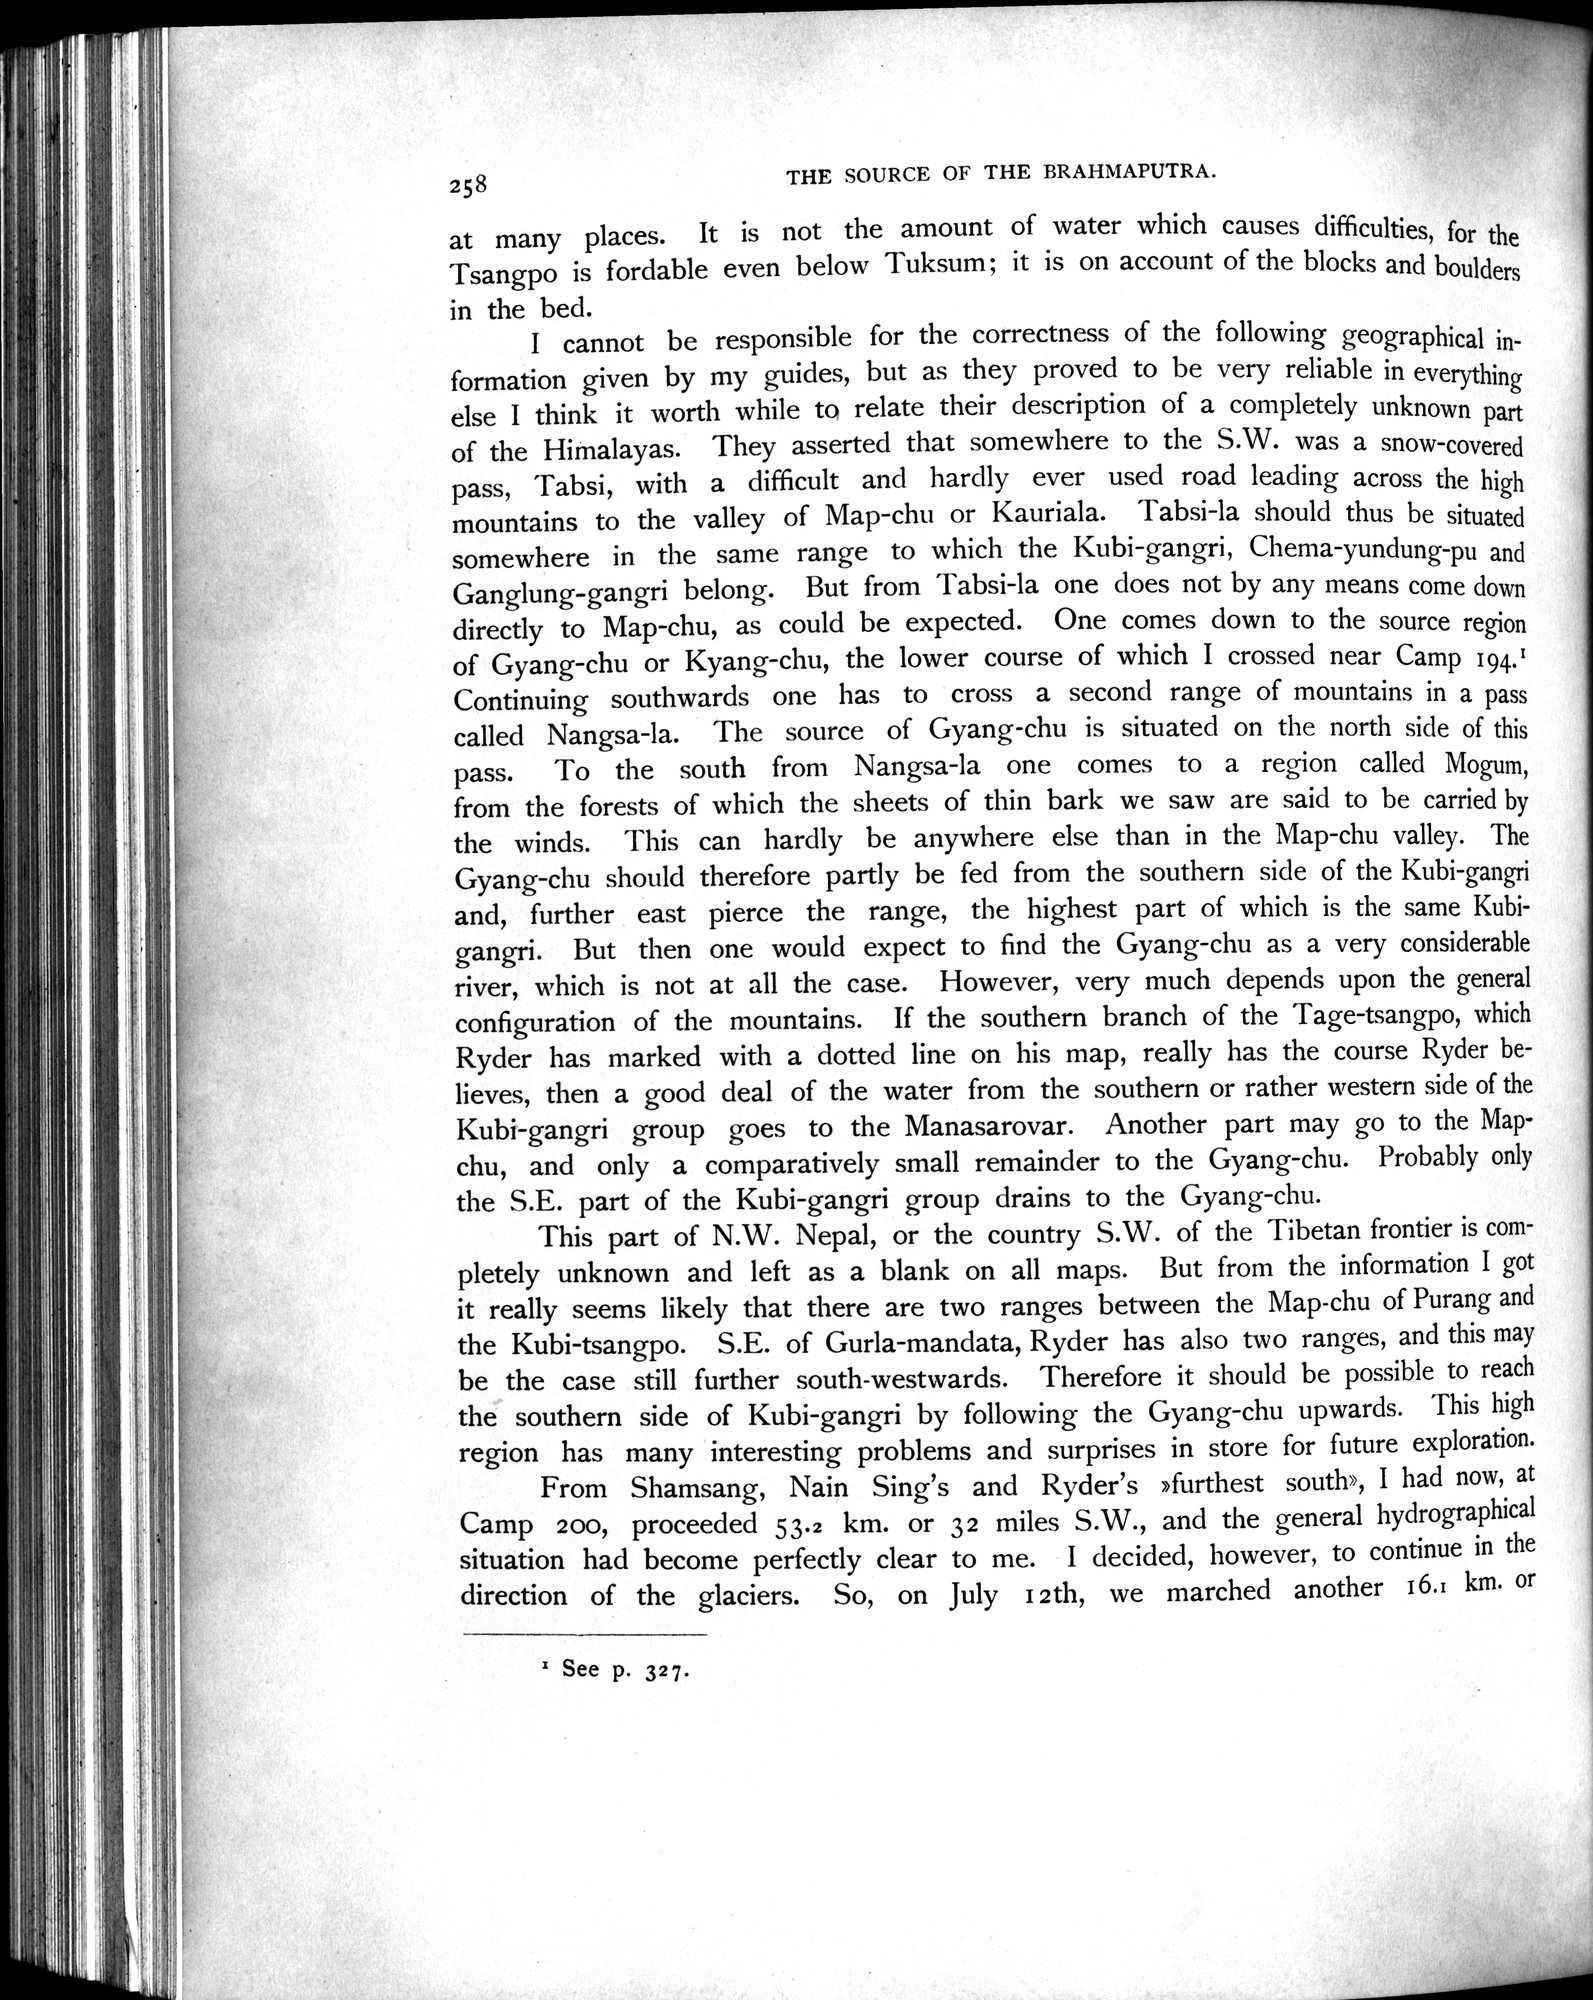 258
THE SOURCE OF THE BRAHMAPUTRA.
at many places. It is not the amount of water which causes difficulties, for the
Tsangpo is fordable even below Tuksum; it is on account of the blocks and boulders
in the bed.
I cannot be responsible for the correctness of the following geographical in-
formation given by my guides, but as they proved to be very reliable in everything
else I think it worth while to relate their description of a completely unknown part
of the Himalayas. They asserted that somewhere to the S.W. was a snow-covered
pass, Tabsi, with a difficult and hardly ever used road leading across the high
mountains to the valley of Map-chu or Kauriala. Tabsi-la should thus be situated
somewhere in the same range to which the Kubi-gangri, Chema-yundung-pu and
Ganglung-gangri belong. But from Tabsi-la one does not by any means come down
directly to Map-chu, as could be expected. One comes down to the source region
of Gyang-chu or Kyang-chu, the lower course of which I crossed near Camp 194.¹
Continuing southwards one has to cross a second range of mountains in a pass
called Nangsa-la. The source of Gyang-chu is situated on the north side of this
pass. To the south from Nangsa-la one comes to a region called Mogum,
from the forests of which the sheets of thin bark we saw are said to be carried by
the winds. This can hardly be anywhere else than in the Map-chu valley. The
Gyang-chu should therefore partly be fed from the southern side of the Kubi-gangri
and, further east pierce the range, the highest part of which is the same Kubi-
gangri. But then one would expect to find the Gyang-chu as a very considerable
river, which is not at all the case. However, very much depends upon the general
configuration of the mountains. If the southern branch of the Tage-tsangpo, which
Ryder has marked with a dotted line on his map, really has the course Ryder be-
lieves, then a good deal of the water from the southern or rather western side of the
Kubi-gangri group goes to the Manasarovar. Another part may go to the Map-
chu, and only a comparatively small remainder to the Gyang-chu. Probably only
the S.E. part of the Kubi-gangri group drains to the Gyang-chu.
This part of N.W. Nepal, or the country S.W. of the Tibetan frontier is com-
pletely unknown and left as a blank on all maps. But from the information I got
it really seems likely that there are two ranges between the Map-chu of Purang and
the Kubi-tsangpo. S.E. of Gurla-mandata, Ryder has also two ranges, and this may
be the case still further south-westwards. Therefore it should be possible to reach
the southern side of Kubi-gangri by following the Gyang-chu upwards. This high
region has many interesting problems and surprises in store for future exploration.
From Shamsang, Nain Sing's and Ryder's »furthest south», I had now, at
Camp 200, proceeded 53.2 km. or 32 miles S.W., and the general hydrographical
situation had become perfectly clear to me. I decided, however, to continue in the
direction of the glaciers. So, on July 12th, we marched another 16.1 km. or
¹ See p. 327.